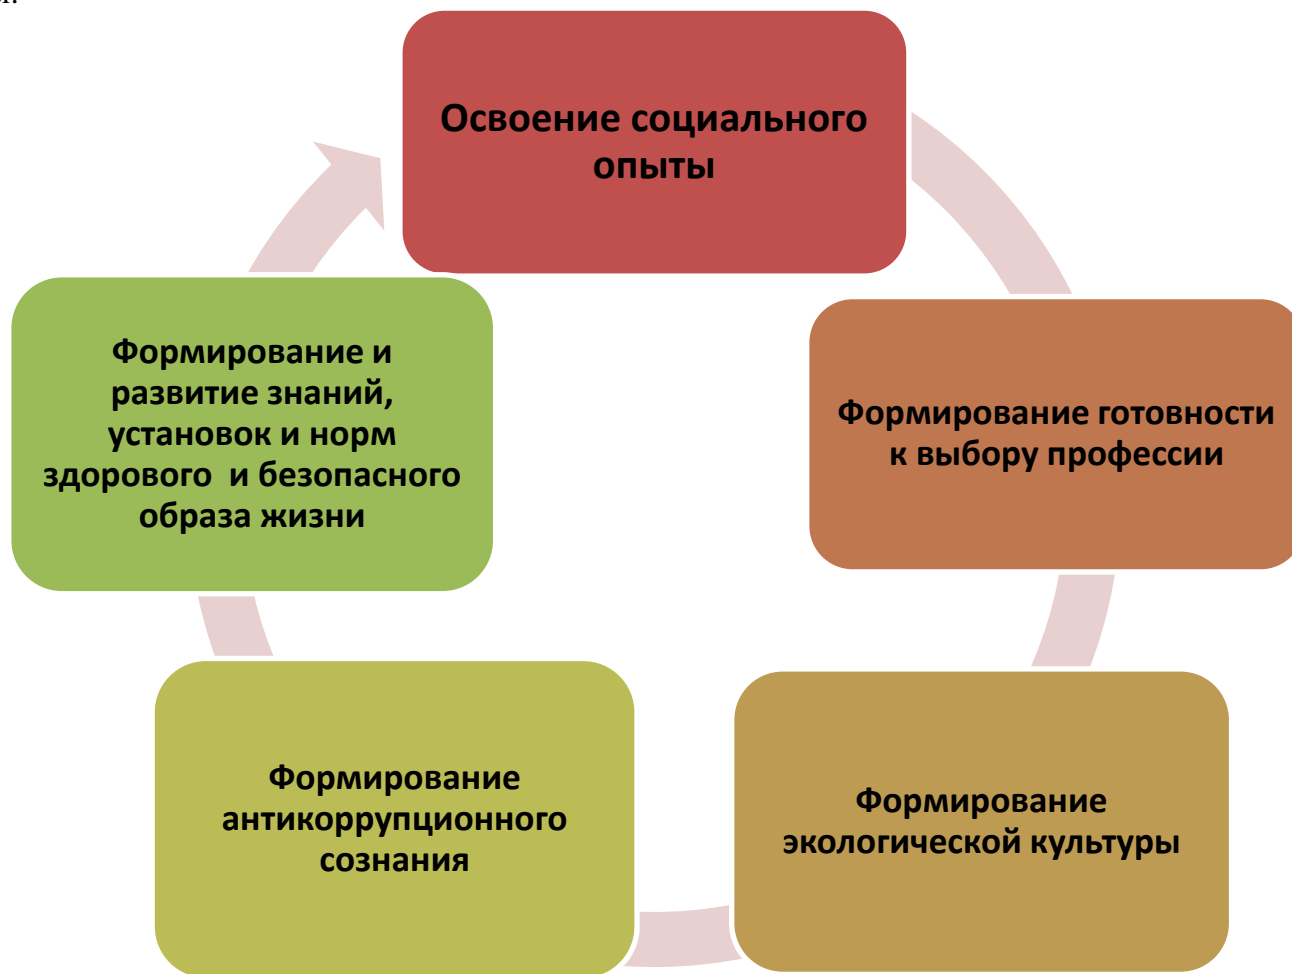 Освоение социального
опыты
Формирование готовности
к выбору профессии
Формирование
экологической культуры
Формирование
антикоррупционного
сознания
Формирование и
развитие знаний,
установок и норм
здорового и безопасного
образа жизни